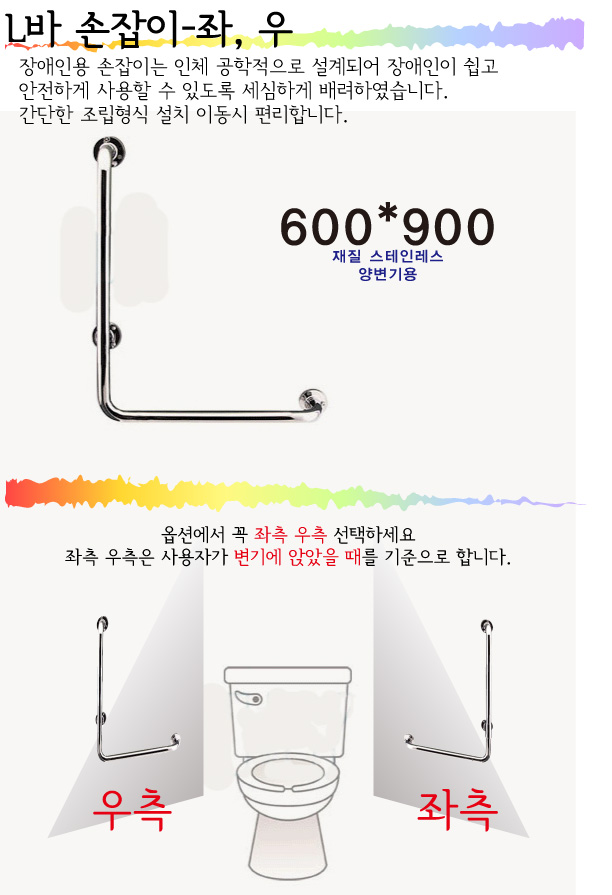 L바 손잡이-좌, 우
장애인용 손잡이는 인체 공학적으로 설계되어 장애인이 쉽고
안전하게 사용할 수 있도록 세심하게 배려하였습니다.
간단한 조립형식 설치 이동시 편리합니다.
600*900
재질 스테인레스
양변기용
옵션에서 꼭 좌측 우측 선택하세요
좌측 우측은 사용자가 변기에 앉았을 때를 기준으로 합니다.
우측
좌측